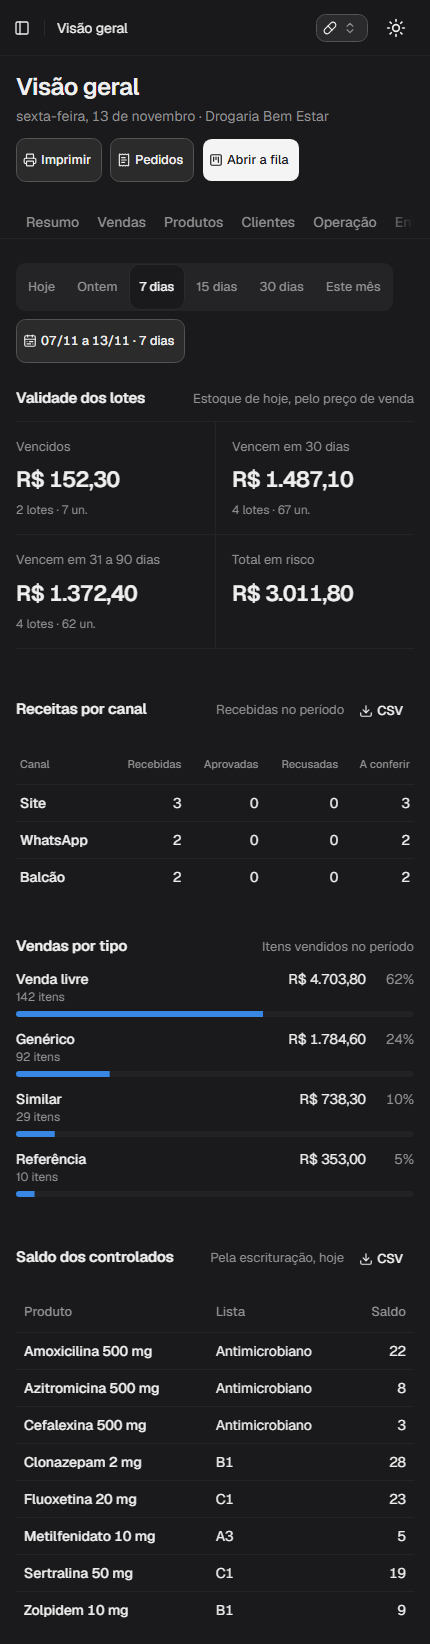 Visão geral
Visão geral
sexta-feira, 13 de novembro · Drogaria Bem Estar
Imprimir Pedidos Abrir a fila
Resumo Vendas Produtos Clientes Operação
Hoje Ontem 7 dias 15 dias 30 dias Este mês
07/11 a 13/11 · 7 dias
Validade dos lotes Estoque de hoje, pelo preço de venda
Vencidos Vencem em 30 dias
R$ 152,30 R$ 1.487,10
2 lotes · 7 un. 4 lotes · 67 un.
Vencem em 31 a 90 dias Total em risco
R$ 1.372,40 R$ 3.011,80
4 lotes · 62 un.
Receitas por canal Recebidas no período CSV
Canal Recebidas Aprovadas Recusadas A conferir
Site 3 0 0 3
WhatsApp 2 0 0 2
Balcão 2 0 0 2
Vendas por tipo Itens vendidos no período
Venda livre R$ 4.703,80 62%
142 itens
Genérico R$ 1.784,60 24%
92 itens
Similar R$ 738,30 10%
29 itens
Referência R$ 353,00 5%
10 itens
Saldo dos controlados Pela escrituração, hoje CSV
Produto Lista Saldo
Amoxicilina 500 mg Antimicrobiano 22
Azitromicina 500 mg Antimicrobiano 8
Cefalexina 500 mg Antimicrobiano 3
Clonazepam 2 mg B1 28
Fluoxetina 20 mg C1 23
Metilfenidato 10 mg A3 5
Sertralina 50 mg C1 19
Zolpidem 10 mg B1 9